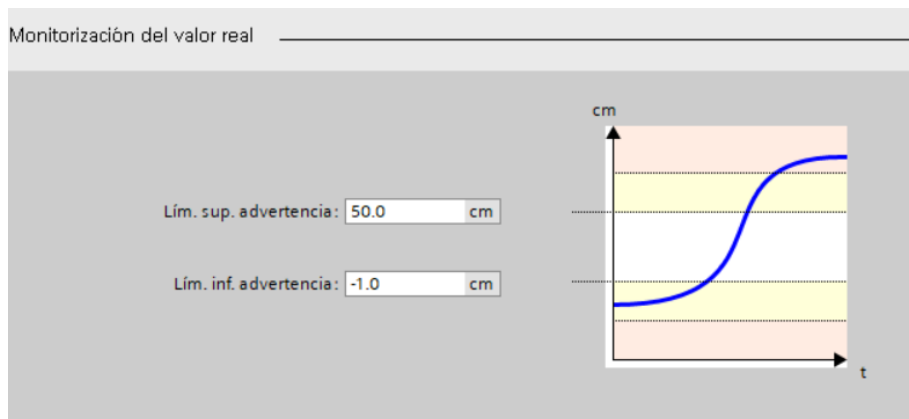 Monitorización del valor real
cm
Lím. sup. advertencia: 50.0 cm
Lím. inf. advertencia: -1.0 cm
t